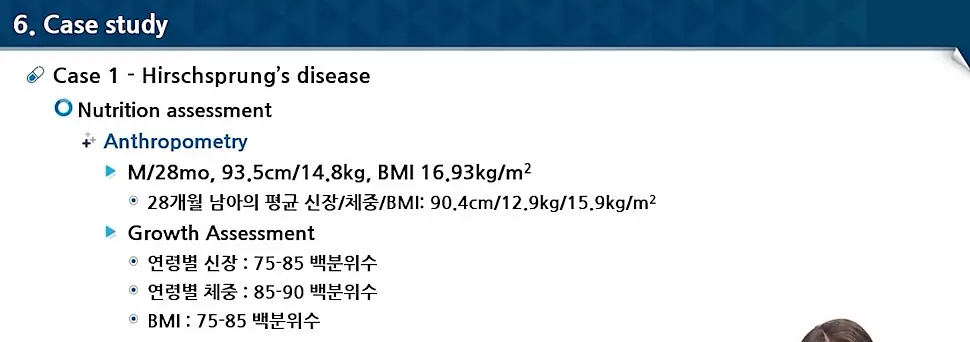 6. Case study
Case 1 - Hirschsprung's disease
Nutrition assessment
Anthropometry
M/28mo, 93.5cm/14.8kg, BMI 16.93kg/m²
28개월 남아의 평균 신장/체중/BMI: 90.4cm/12.9kg/15.9kg/m²
Growth Assessment
연령별 신장 : 75-85 백분위수
연령별 체중 : 85-90 백분위수
BMI : 75-85 백분위수